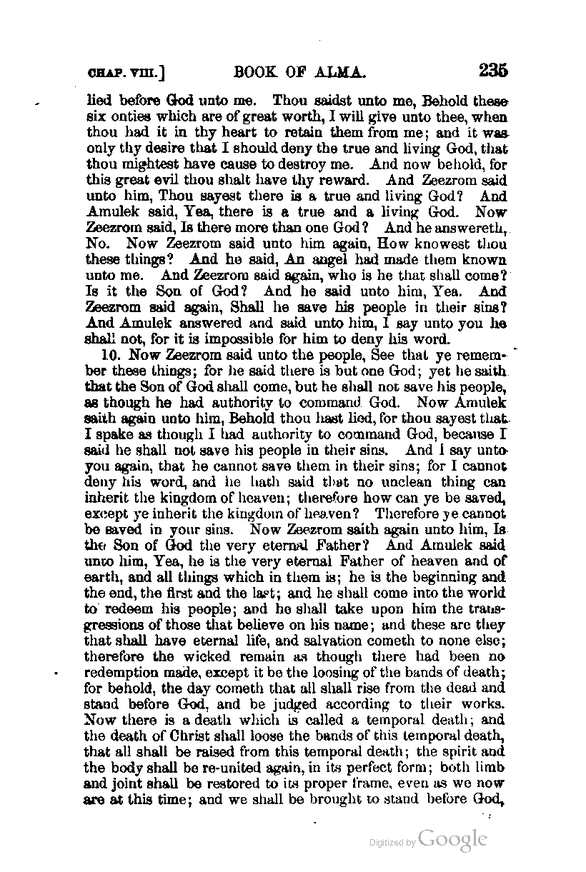 CHAP. VIII.] BOOK OF ALMA. 235
lied before God unto me. Thou saidst unto me, Behold these
six onties which are of great worth, I will give unto thee, when
thou had it in thy heart to retain them from me; and it was
only thy desire that I should deny the true and living God, that
thou mightest have cause to destroy me. And now behold, for
this great evil thou shalt have thy reward. And Zeezrom said
unto him, Thou sayest there is a true and living God? And
Amulek said, Yea, there is a true and a living God. Now
Zeezrom said, Is there more than one God? And he answereth,
No. Now Zeezrom said unto him again, How knowest thou
these things? And he said, An angel had made them known
unto me. And Zeezrom said again, who is he that shall come?
Is it the Son of God? And he said unto him, Yea. And
Zeezrom said again, Shall he save his people in their sins?
And Amulek answered and said unto him, I say unto you he
shall not, for it is impossible for him to deny his word.
10. Now Zeezrom said unto the people, See that ye remem-
ber these things; for he said there is but one God; yet he saith
that the Son of God shall come, but he shall not save his people,
as though he had authority to command God. Now Amulek
saith again unto him, Behold thou hast lied, for thou sayest that
I spake as though I had authority to command God, because I
said he shall not save his people in their sins. And I say unto
you again, that he cannot save them in their sins; for I cannot
deny his word, and he hath said that no unclean thing can
inherit the kingdom of heaven; therefore how can ye be saved,
except ye inherit the kingdom of heaven? Therefore ye cannot
be saved in your sins. Now Zeezrom saith again unto him, Is
the Son of God the very eternal Father? And Amulek said
unto him, Yea, he is the very eternal Father of heaven and of
earth, and all things which in them is; he is the beginning and
the end, the first and the last; and he shall come into the world
to redeem his people; and he shall take upon him the trans-
gressions of those that believe on his name; and these are they
that shall have eternal life, and salvation cometh to none else;
therefore the wicked remain as though there had been no
redemption made, except it be the loosing of the bands of death;
for behold, the day cometh that all shall rise from the dead and
stand before God, and be judged according to their works.
Now there is a death which is called a temporal death; and
the death of Christ shall loose the bands of this temporal death,
that all shall be raised from this temporal death; the spirit and
the body shall be re-united again, in its perfect form; both limb
and joint shall be restored to its proper frame, even as we now
are at this time; and we shall be brought to stand before God,
Digitized by Google